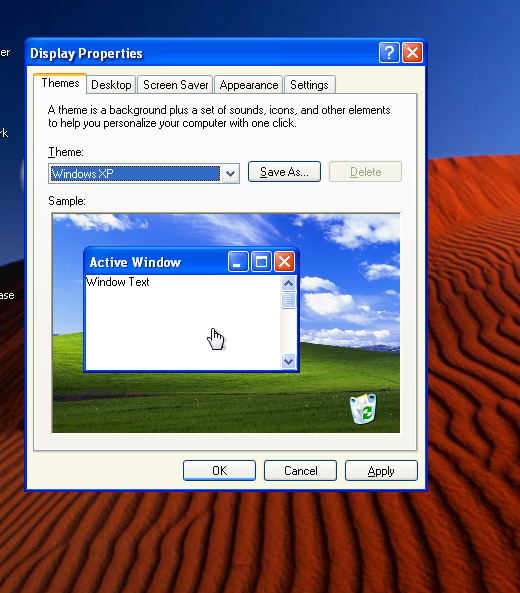 er
Display Properties
Themes Desktop Screen Saver Appearance Settings
A theme is a background plus a set of sounds, icons, and other elements
to help you personalize your computer with one click.
rk
Theme:
Windows XP Save As... Delete
Sample:
Active Window
Window Text
ase
OK Cancel Apply